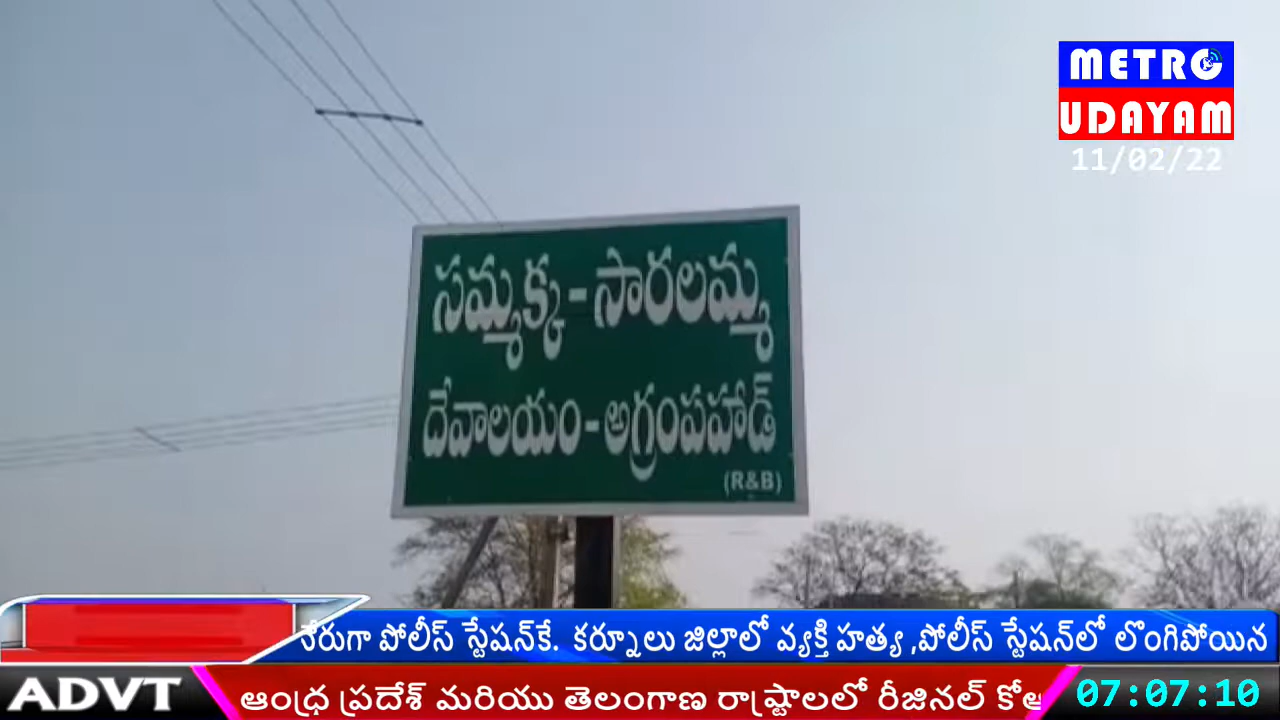 METRO
UDAYAM
11/02/22
సమ్మక్క-సారలమ్మ
దేవాలయం-అగ్రంపహాడ్
(R&B)
నేరుగా పోలీస్ స్టేషన్‌కే. కర్నూలు జిల్లాలో వ్యక్తి హత్య ,పోలీస్ స్టేషన్‌లో లొంగిపోయిన
ADVT
ఆంధ్ర ప్రదేశ్ మరియు తెలంగాణ రాష్ట్రాలలో రీజినల్
07:07:10